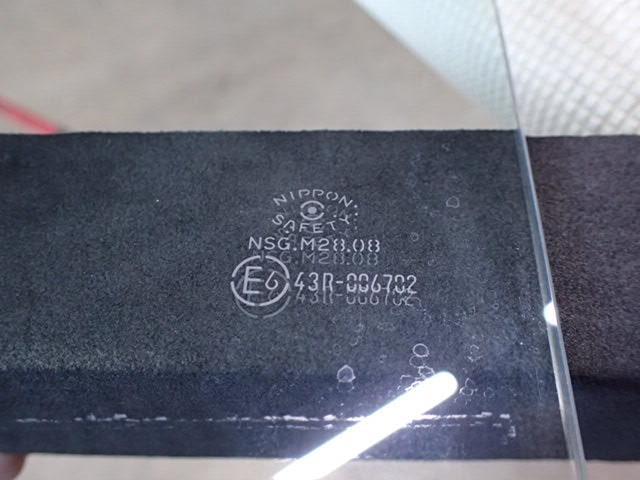 NIPPON
SAFETY
NSG.M28.08
E6 43R-006702